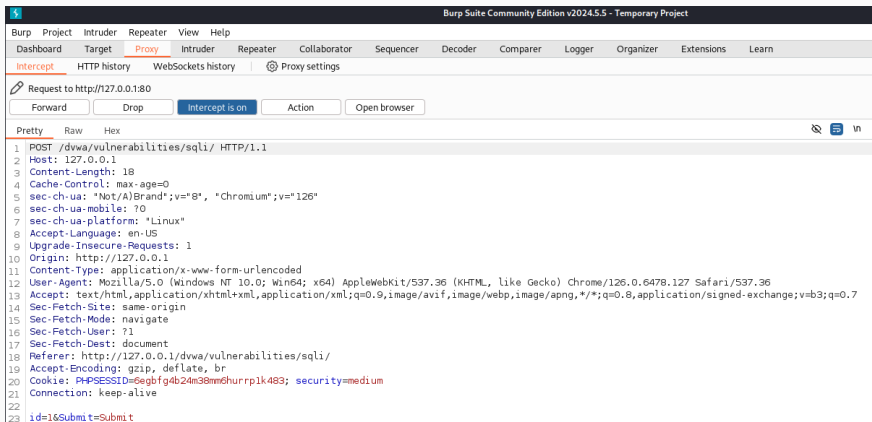 Burp Suite Community Edition v2024.5.5 - Temporary Project
Burp Project Intruder Repeater View Help
Dashboard Target Proxy Intruder Repeater Collaborator Sequencer Decoder Comparer Logger Organizer Extensions Learn
Intercept HTTP history WebSockets history Proxy settings
Request to http://127.0.0.1:80
Forward Drop Intercept is on Action Open browser
Pretty Raw Hex \n
1 POST /dvwa/vulnerabilities/sqli/ HTTP/1.1
2 Host: 127.0.0.1
3 Content-Length: 18
4 Cache-Control: max-age=0
5 sec-ch-ua: "Not/A)Brand";v="8", "Chromium";v="126"
6 sec-ch-ua-mobile: ?0
7 sec-ch-ua-platform: "Linux"
8 Accept-Language: en-US
9 Upgrade-Insecure-Requests: 1
10 Origin: http://127.0.0.1
11 Content-Type: application/x-www-form-urlencoded
12 User-Agent: Mozilla/5.0 (Windows NT 10.0; Win64; x64) AppleWebKit/537.36 (KHTML, like Gecko) Chrome/126.0.6478.127 Safari/537.36
13 Accept: text/html,application/xhtml+xml,application/xml;q=0.9,image/avif,image/webp,image/apng,*/*;q=0.8,application/signed-exchange;v=b3;q=0.7
14 Sec-Fetch-Site: same-origin
15 Sec-Fetch-Mode: navigate
16 Sec-Fetch-User: ?1
17 Sec-Fetch-Dest: document
18 Referer: http://127.0.0.1/dvwa/vulnerabilities/sqli/
19 Accept-Encoding: gzip, deflate, br
20 Cookie: PHPSESSID=6egbfg4b24m38mm6hurrp1k483; security=medium
21 Connection: keep-alive
22
23 id=1&Submit=Submit